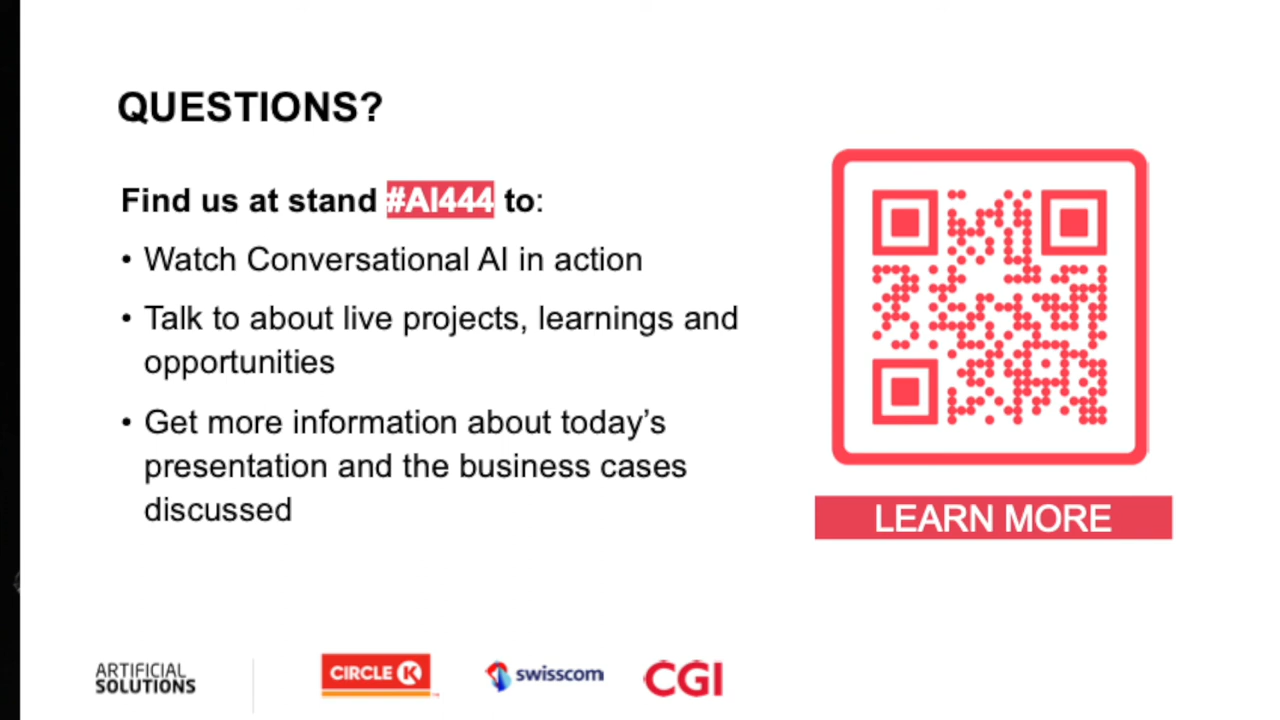 QUESTIONS?
Find us at stand #AI444 to:
• Watch Conversational AI in action
• Talk to about live projects, learnings and
opportunities
• Get more information about today’s
presentation and the business cases
discussed
LEARN MORE
ARTIFICIAL
SOLUTIONS
CIRCLE K
swisscom
CGI